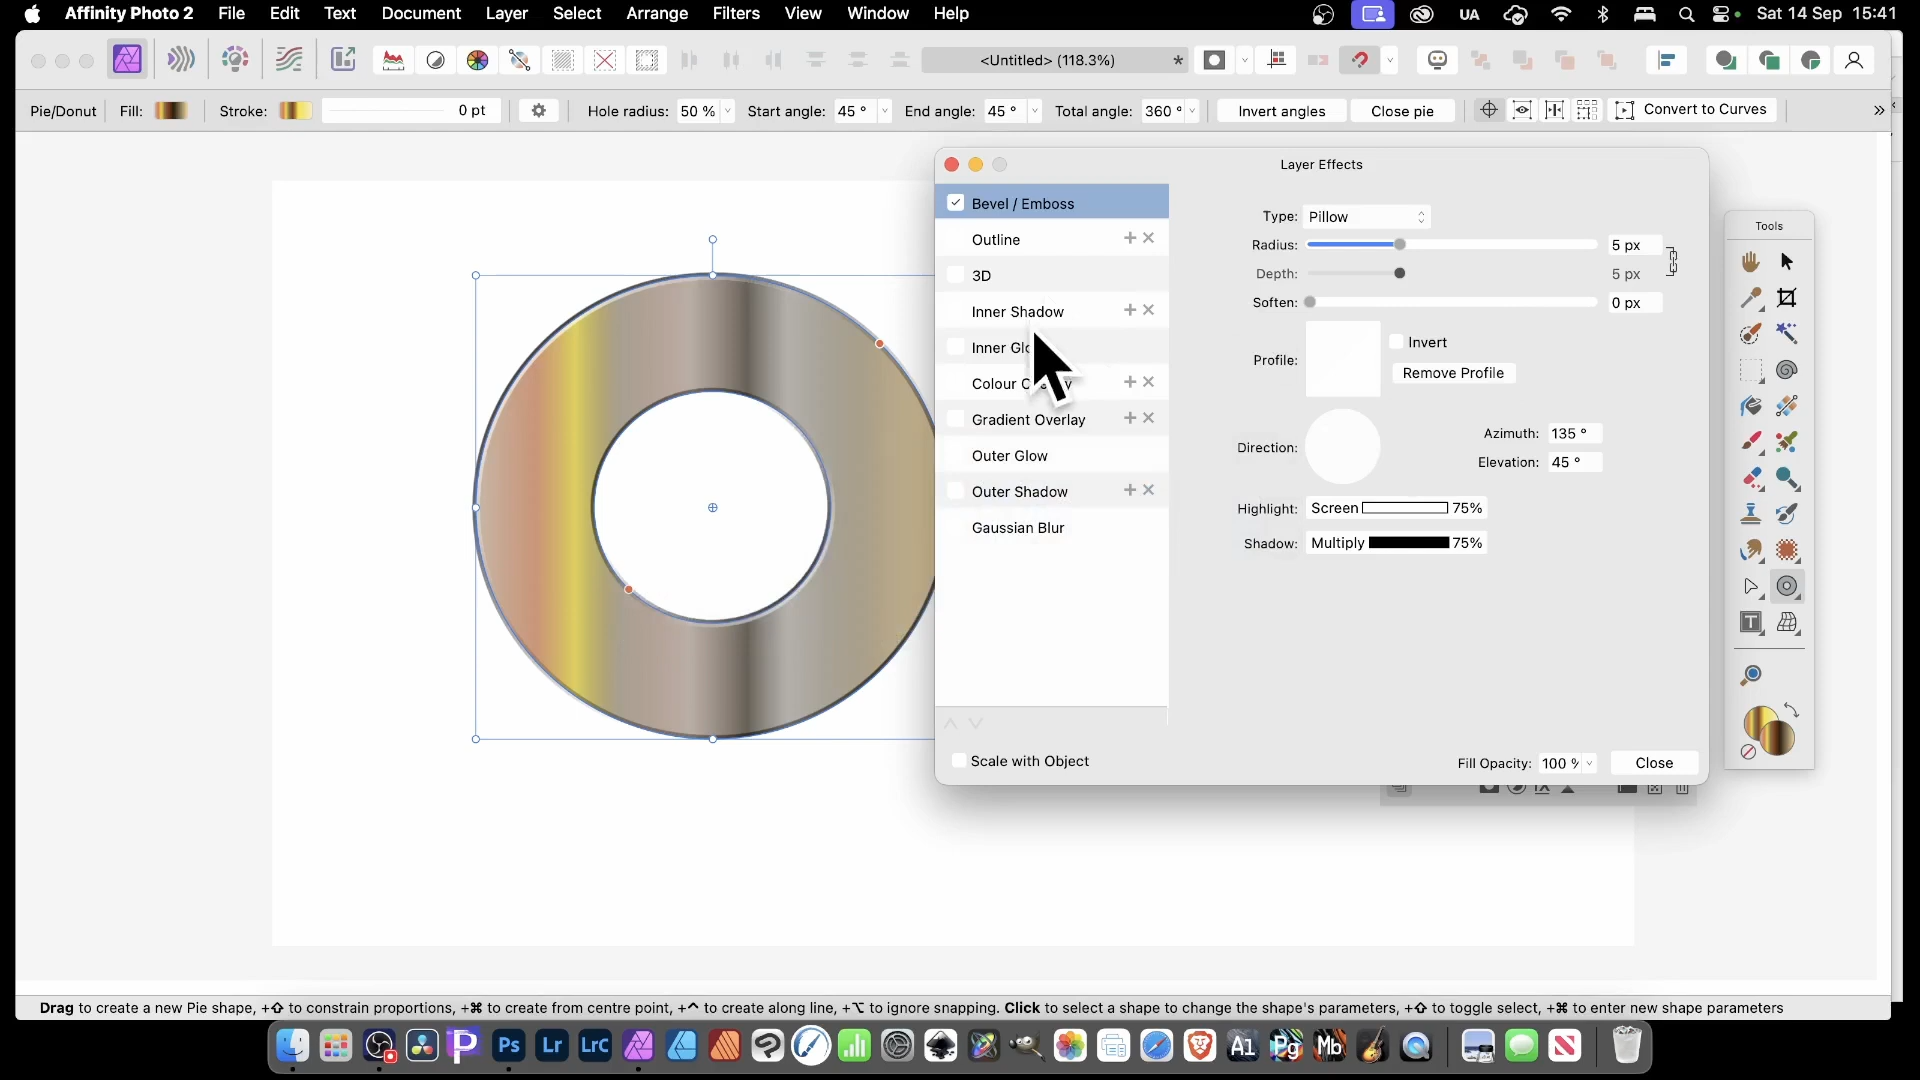 Affinity Photo 2 File Edit Text Document Layer Select Arrange Filters View Window Help UA Sat 14 Sep 15:41
<Untitled> (118.3%) *
Pie/Donut Fill: Stroke: 0 pt Hole radius: 50 % Start angle: 45 ° End angle: 45 ° Total angle: 360 ° Invert angles Close pie Convert to Curves »
Layer Effects
Bevel / Emboss
Outline
3D
Inner Shadow
Colour
Gradient Overlay
Outer Glow
Outer Shadow
Gaussian Blur
Scale with Object
Type: Pillow
Radius: 5 px
Depth: 5 px
Soften: 0 px
Profile: Invert
Remove Profile
Direction: Azimuth: 135 °
Elevation: 45 °
Highlight: Screen 75%
Shadow: Multiply 75%
Fill Opacity: 100 % Close
Tools
Drag to create a new Pie shape, +⇧ to constrain proportions, +⌘ to create from centre point, +^ to create along line, +⌥ to ignore snapping. Click to select a shape to change the shape's parameters, +⇧ to toggle select, +⌘ to enter new shape parameters
Ps Lr LrC A1 Pg Mb